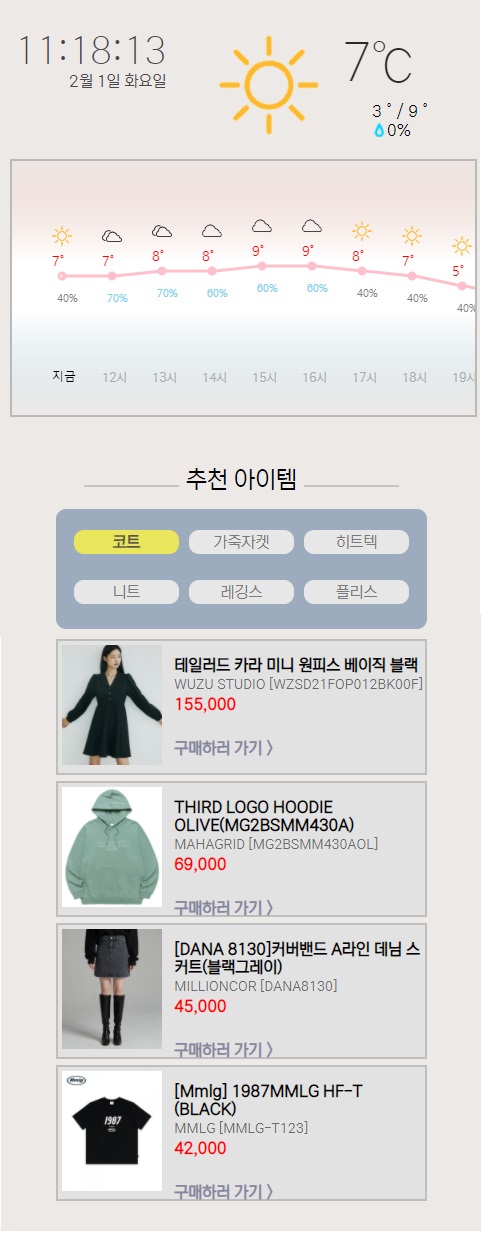 11:18:13
2월 1일 화요일
7℃
3 ˚ / 9 ˚
0%
7˚ 7˚ 8˚ 8˚ 9˚ 9˚ 8˚ 7˚ 5˚
40% 70% 70% 60% 60% 60% 40% 40% 40%
지금 12시 13시 14시 15시 16시 17시 18시 19시
추천 아이템
코트 가죽자켓 히트텍
니트 레깅스 플리스
테일러드 카라 미니 원피스 베이직 블랙
WUZU STUDIO [WZSD21FOP012BK00F]
155,000
구매하러 가기 〉
THIRD LOGO HOODIE
OLIVE(MG2BSMM430A)
MAHAGRID [MG2BSMM430AOL]
69,000
구매하러 가기 〉
[DANA 8130]커버밴드 A라인 데님 스
커트(블랙그레이)
MILLIONCOR [DANA8130]
45,000
구매하러 가기 〉
Mmlg
1987
[Mmlg] 1987MMLG HF-T
(BLACK)
MMLG [MMLG-T123]
42,000
구매하러 가기 〉